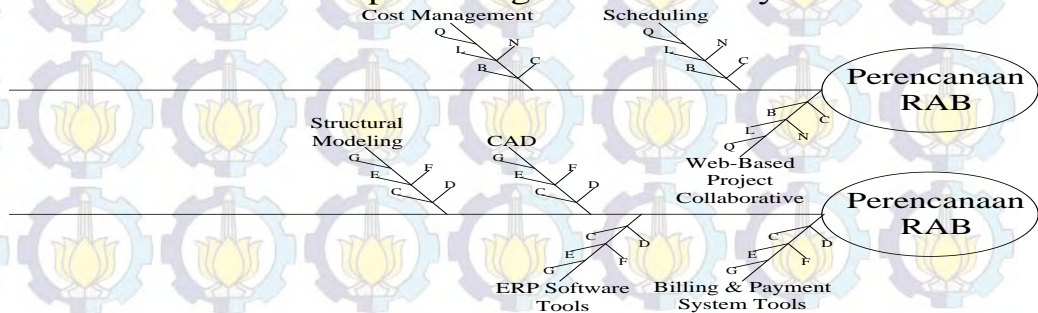 Cost Management
Scheduling
Q
N
L
C
B
Q
N
L
C
B
Perencanaan
RAB
B
C
L
N
Q
Web-Based
Project
Collaborative
Structural
Modeling
G
F
E
D
C
CAD
G
F
E
D
C
Perencanaan
RAB
C
D
E
F
G
ERP Software
Tools
C
D
E
F
G
Billing & Payment
System Tools